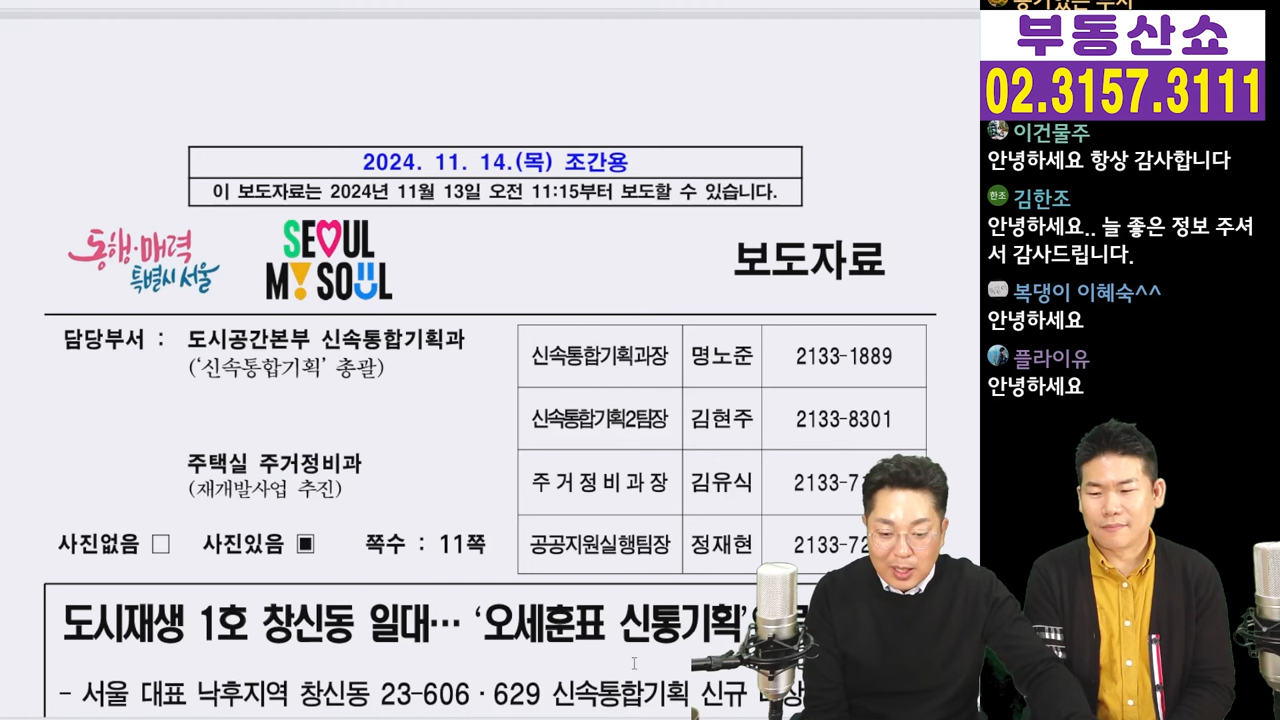 부동산쇼
02.3157.3111
이건물주
안녕하세요 항상 감사합니다
한조
김한조
안녕하세요.. 늘 좋은 정보 주셔
서 감사드립니다.
복댕이 이혜숙^^
안녕하세요
플라이유
안녕하세요
2024. 11. 14.(목) 조간용
이 보도자료는 2024년 11월 13일 오전 11:15부터 보도할 수 있습니다.
동행·매력
특별시 서울
SEOUL
MY SOUL
보도자료
담당부서 : 도시공간본부 신속통합기획과
(‘신속통합기획’ 총괄)
주택실 주거정비과
(재개발사업 추진)
신속통합기획과장 명노준 2133-1889
신속통합기획2팀장 김현주 2133-8301
주거정비과장 김유식 2133-7
공공지원실행팀장 정재현 2133-72
사진없음 □ 사진있음 ▣ 쪽수 : 11쪽
도시재생 1호 창신동 일대… ‘오세훈표 신통기획’
- 서울 대표 낙후지역 창신동 23-606·629 신속통합기획 신규